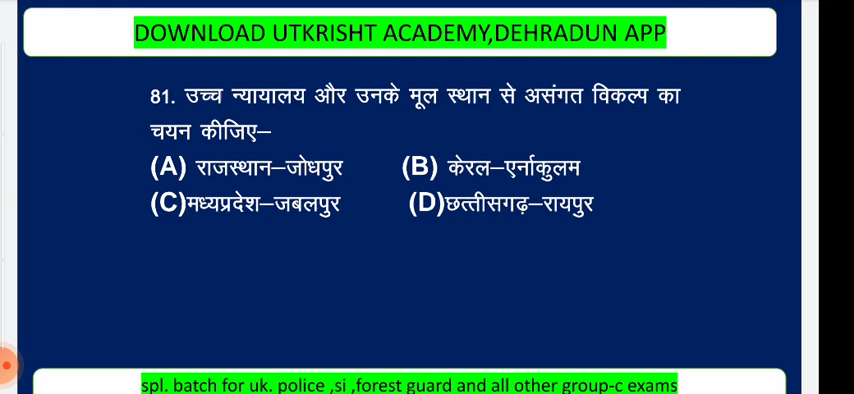 DOWNLOAD UTKRISHT ACADEMY,DEHRADUN APP
81. उच्च न्यायालय और उनके मूल स्थान से असंगत विकल्प का
चयन कीजिए–
(A) राजस्थान–जोधपुर (B) केरल–एर्नाकुलम
(C)मध्यप्रदेश–जबलपुर (D)छत्तीसगढ़–रायपुर
spl. batch for uk. police ,si ,forest guard and all other group-c exams